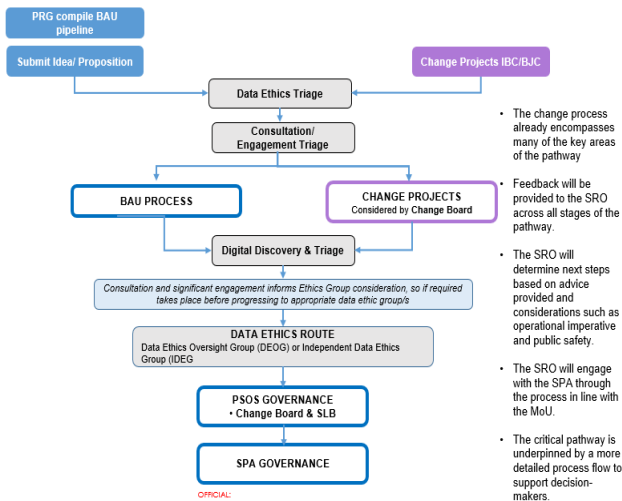 PRG compile BAU
pipeline
Submit Idea/ Proposition
Change Projects IBC/BJC
Data Ethics Triage
Consultation/
Engagement Triage
BAU PROCESS
CHANGE PROJECTS
Considered by Change Board
Digital Discovery & Triage
Consultation and significant engagement informs Ethics Group consideration, so if required
takes place before progressing to appropriate data ethic group/s
DATA ETHICS ROUTE
Data Ethics Oversight Group (DEOG) or Independent Data Ethics
Group (IDEG
PSOS GOVERNANCE
• Change Board & SLB
SPA GOVERNANCE
OFFICIAL:
• The change process
already encompasses
many of the key areas
of the pathway
• Feedback will be
provided to the SRO
across all stages of the
pathway.
• The SRO will
determine next steps
based on advice
provided and
considerations such as
operational imperative
and public safety.
• The SRO will engage
with the SPA through
the process in line with
the MoU.
• The critical pathway is
underpinned by a more
detailed process flow to
support decision-
makers.